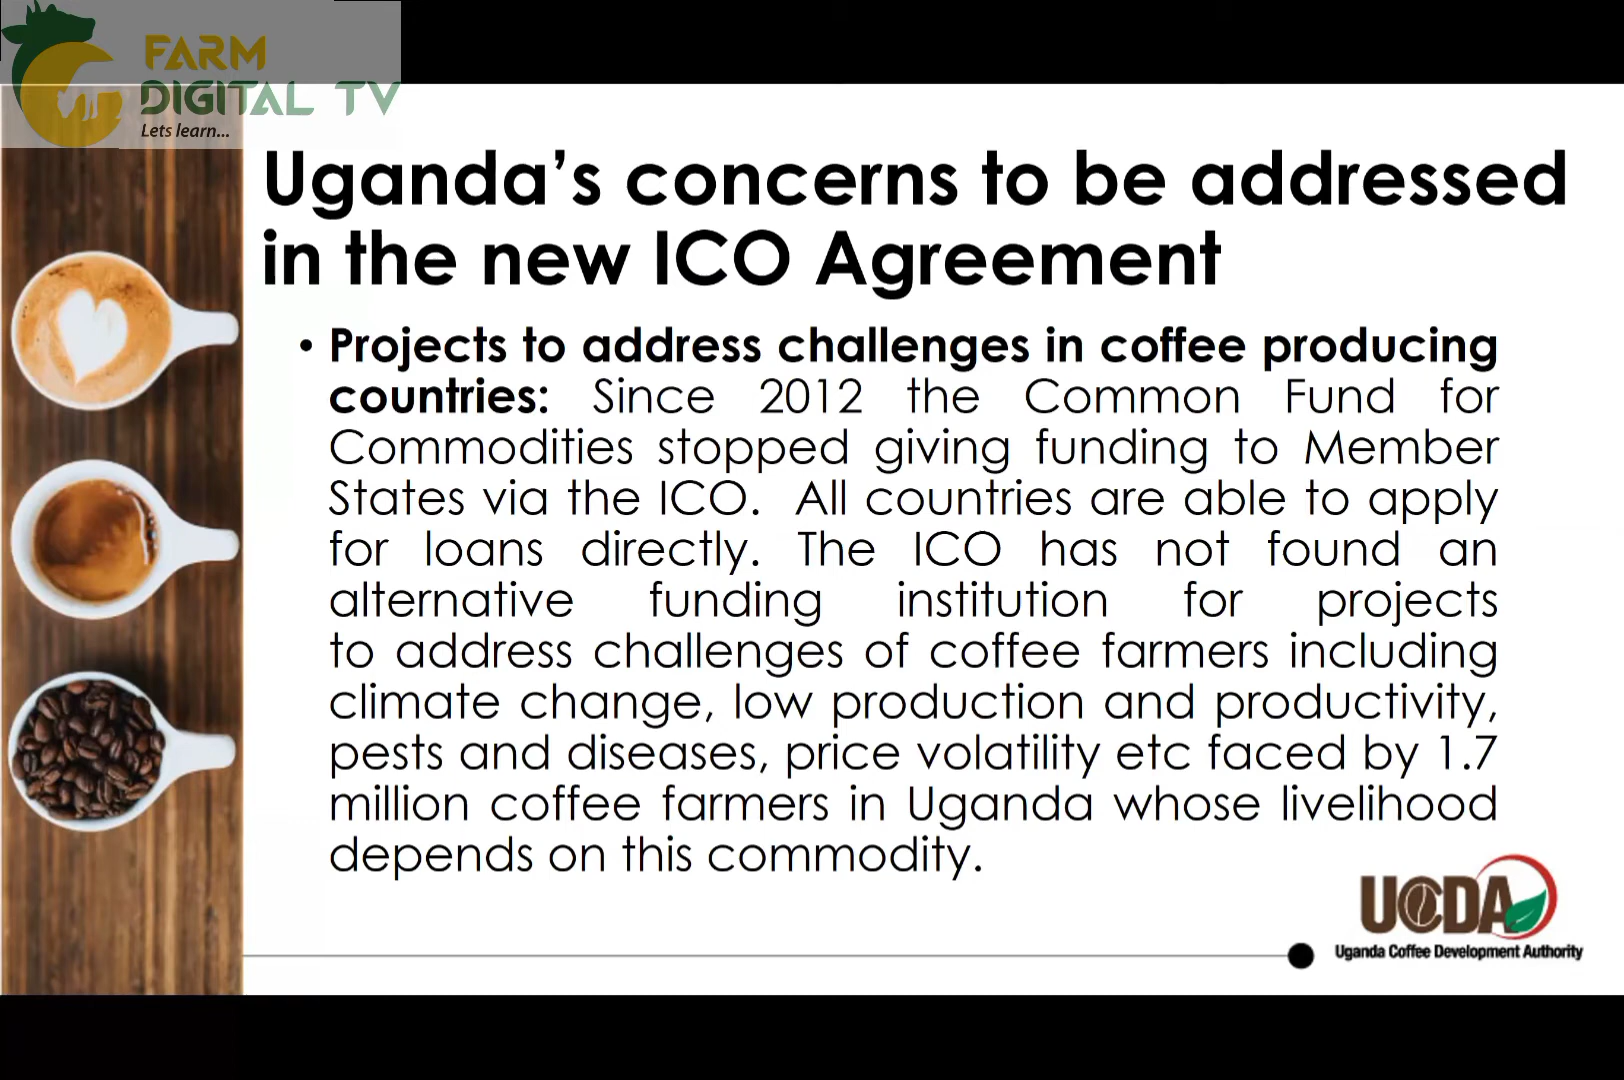 FARM
DIGITAL TV
Lets learn...
Uganda’s concerns to be addressed
in the new ICO Agreement
• Projects to address challenges in coffee producing
countries: Since 2012 the Common Fund for
Commodities stopped giving funding to Member
States via the ICO. All countries are able to apply
for loans directly. The ICO has not found an
alternative funding institution for projects
to address challenges of coffee farmers including
climate change, low production and productivity,
pests and diseases, price volatility etc faced by 1.7
million coffee farmers in Uganda whose livelihood
depends on this commodity.
UCDA
Uganda Coffee Development Authority